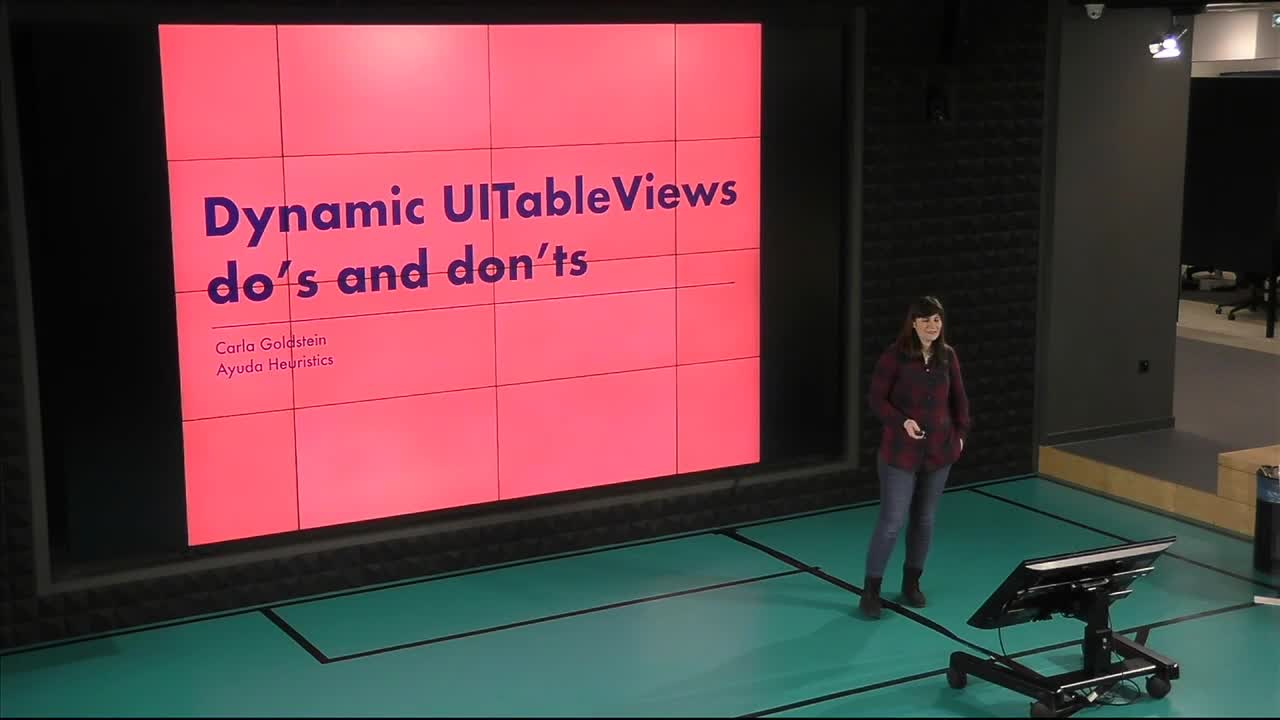 Dynamic UITableViews
do’s and don’ts
Carla Goldstein
Ayuda Heuristics